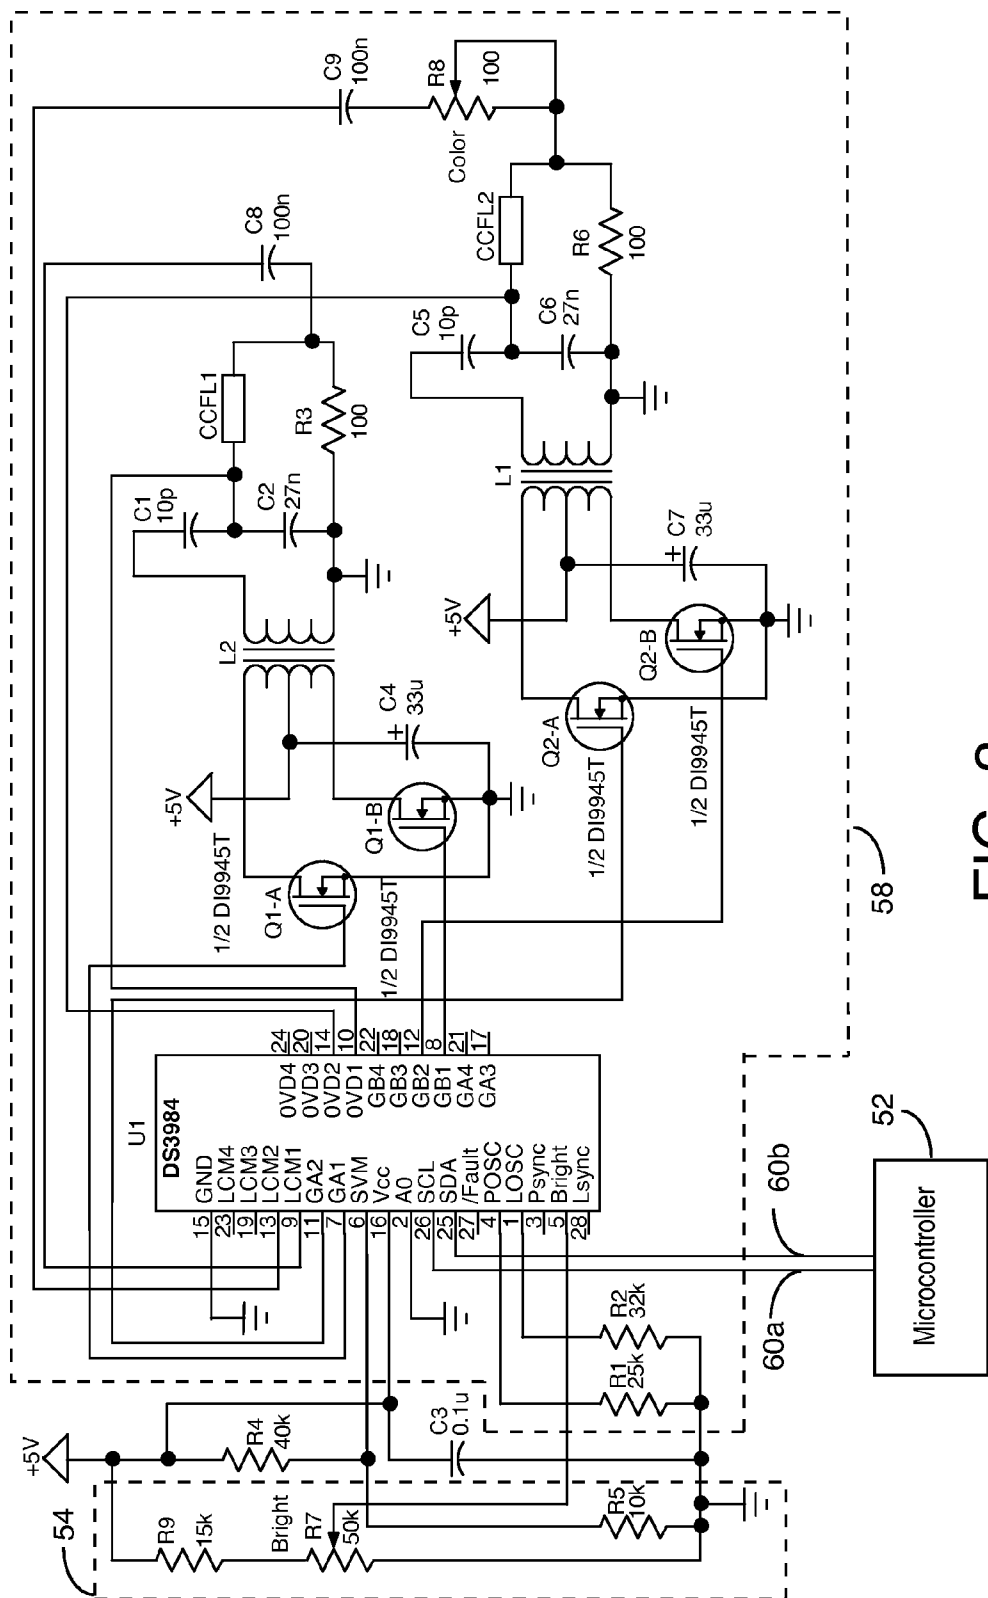 54
+5V
R9
15k
Bright
R7
50k
R4
40k
C3
0.1u
R5
10k
R1
25k
R2
32k
U1
DS3984
15 GND
23 LCM4
19 LCM3
13 LCM2
9 LCM1
11 GA2
7 GA1
6 SVM
16 Vcc
2 A0
26 SCL
25 SDA
27 /Fault
4 POSC
1 LOSC
3 Psync
5 Bright
28 Lsync
0VD4 24
0VD3 20
0VD2 14
0VD1 10
GB4 22
GB3 18
GB2 12
GB1 8
GA4 21
GA3 17
60a
60b
Microcontroller
52
1/2 DI9945T
Q1-A
+5V
1/2 DI9945T
Q1-B
C4
33u
L2
C1
10p
C2
27n
CCFL1
R3
100
C8
100n
1/2 DI9945T
Q2-A
+5V
1/2 DI9945T
Q2-B
C7
33u
L1
C5
10p
C6
27n
CCFL2
R6
100
Color
R8
100
C9
100n
58